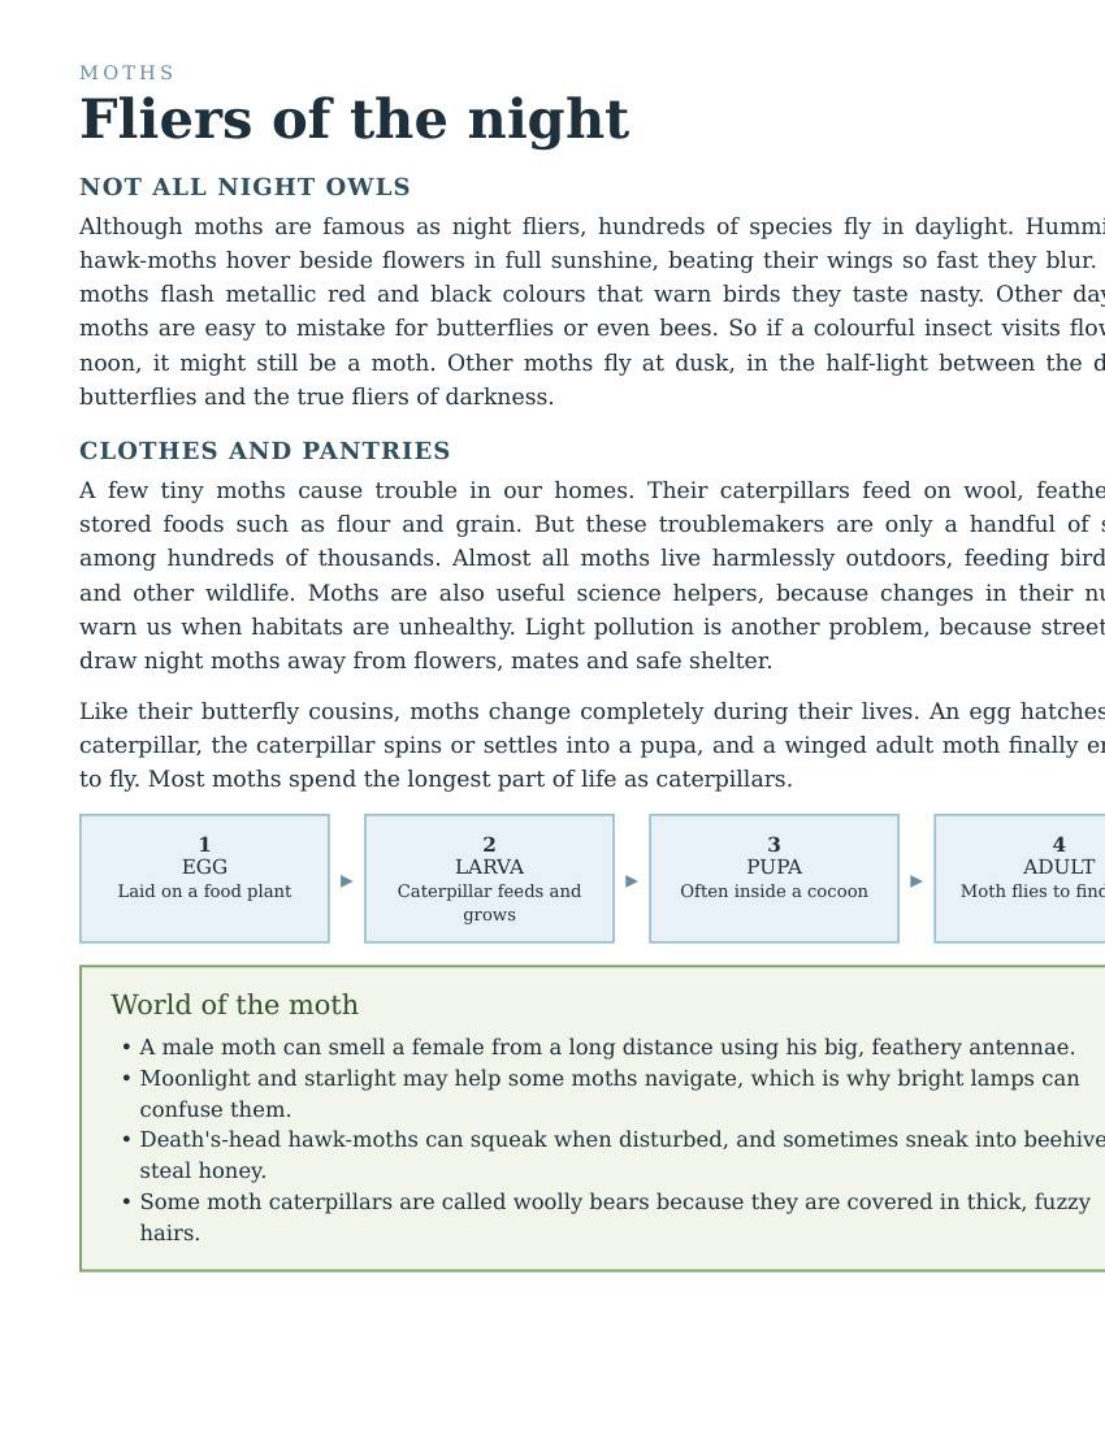 MOTHS
Fliers of the night
NOT ALL NIGHT OWLS
Although moths are famous as night fliers, hundreds of species fly in daylight.
hawk-moths hover beside flowers in full sunshine, beating their wings so fast they blur.
moths flash metallic red and black colours that warn birds they taste nasty. Other
moths are easy to mistake for butterflies or even bees. So if a colourful insect visits
noon, it might still be a moth. Other moths fly at dusk, in the half-light between the
butterflies and the true fliers of darkness.
CLOTHES AND PANTRIES
A few tiny moths cause trouble in our homes. Their caterpillars feed on wool,
stored foods such as flour and grain. But these troublemakers are only a handful of
among hundreds of thousands. Almost all moths live harmlessly outdoors, feeding
and other wildlife. Moths are also useful science helpers, because changes in their
warn us when habitats are unhealthy. Light pollution is another problem, because
draw night moths away from flowers, mates and safe shelter.
Like their butterfly cousins, moths change completely during their lives. An egg hatches
caterpillar, the caterpillar spins or settles into a pupa, and a winged adult moth finally
to fly. Most moths spend the longest part of life as caterpillars.
1
EGG
Laid on a food plant
▶
2
LARVA
Caterpillar feeds and
grows
▶
3
PUPA
Often inside a cocoon
▶
4
ADULT
Moth flies to find
World of the moth
• A male moth can smell a female from a long distance using his big, feathery antennae.
• Moonlight and starlight may help some moths navigate, which is why bright lamps can
confuse them.
• Death's-head hawk-moths can squeak when disturbed, and sometimes sneak into
steal honey.
• Some moth caterpillars are called woolly bears because they are covered in thick, fuzzy
hairs.